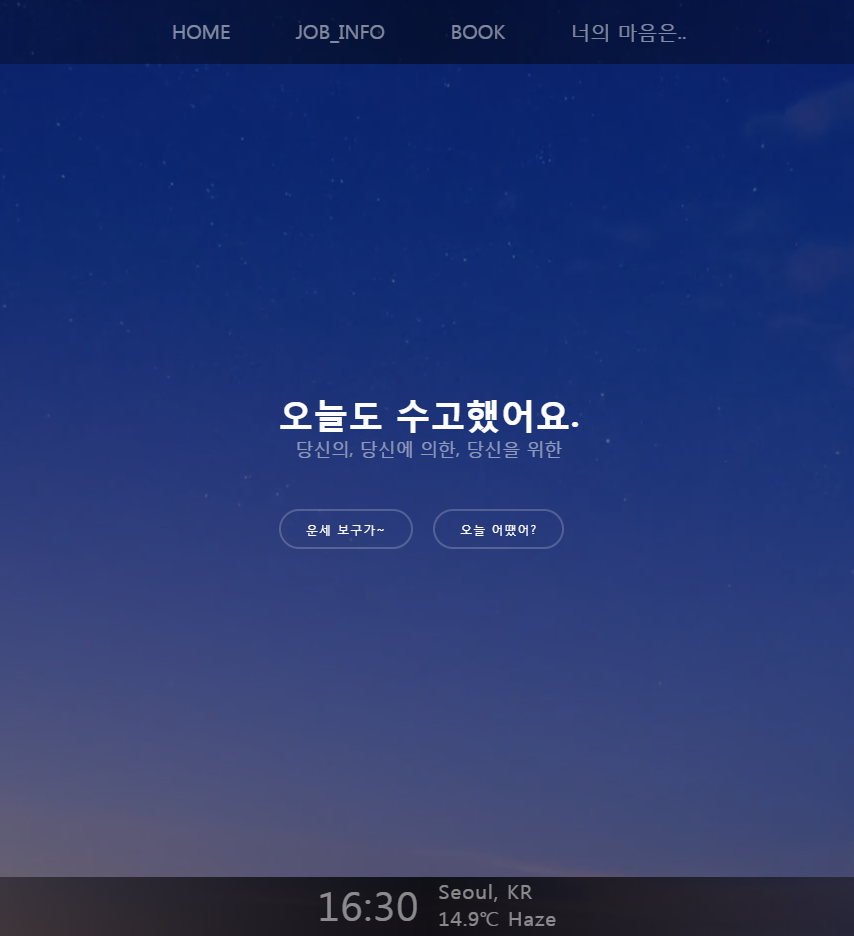 HOME JOB_INFO BOOK 너의 마음은..
오늘도 수고했어요.
당신의, 당신에 의한, 당신을 위한
운세 보구가~ 오늘 어땠어?
16:30 Seoul, KR
14.9℃ Haze